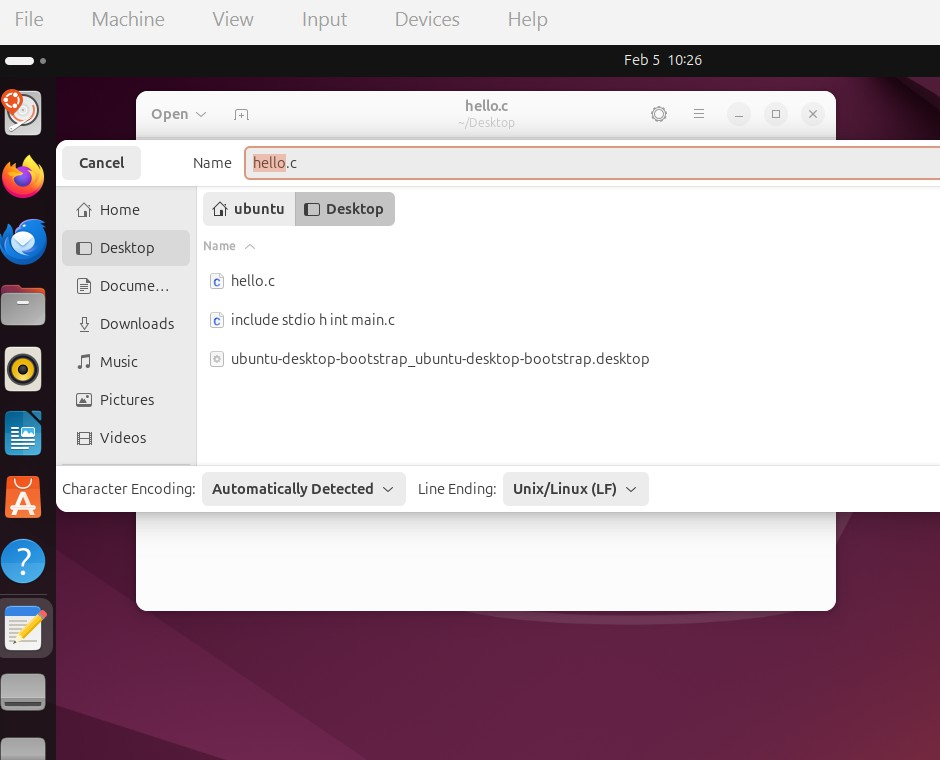 File Machine View Input Devices Help
Feb 5 10:26
Open
hello.c
~/Desktop
Cancel Name hello.c
Home
Desktop
Docume…
Downloads
Music
Pictures
Videos
ubuntu Desktop
Name
hello.c
include stdio h int main.c
ubuntu-desktop-bootstrap_ubuntu-desktop-bootstrap.desktop
Character Encoding: Automatically Detected Line Ending: Unix/Linux (LF)